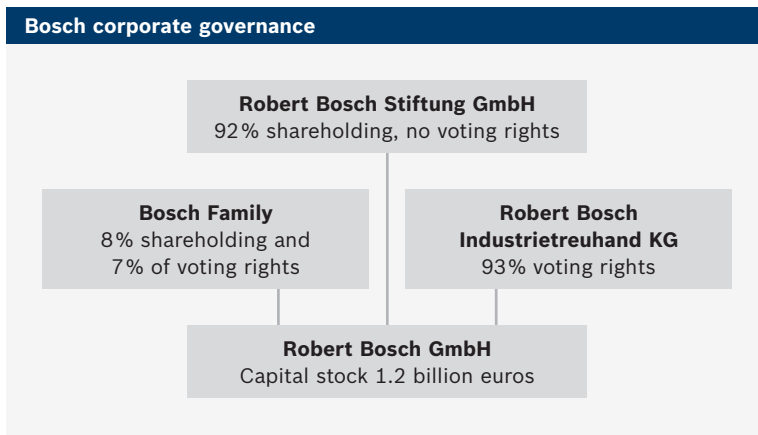 Bosch corporate governance
Robert Bosch Stiftung GmbH
92% shareholding, no voting rights
Bosch Family
8% shareholding and
7% of voting rights
Robert Bosch
Industrietreuhand KG
93% voting rights
Robert Bosch GmbH
Capital stock 1.2 billion euros